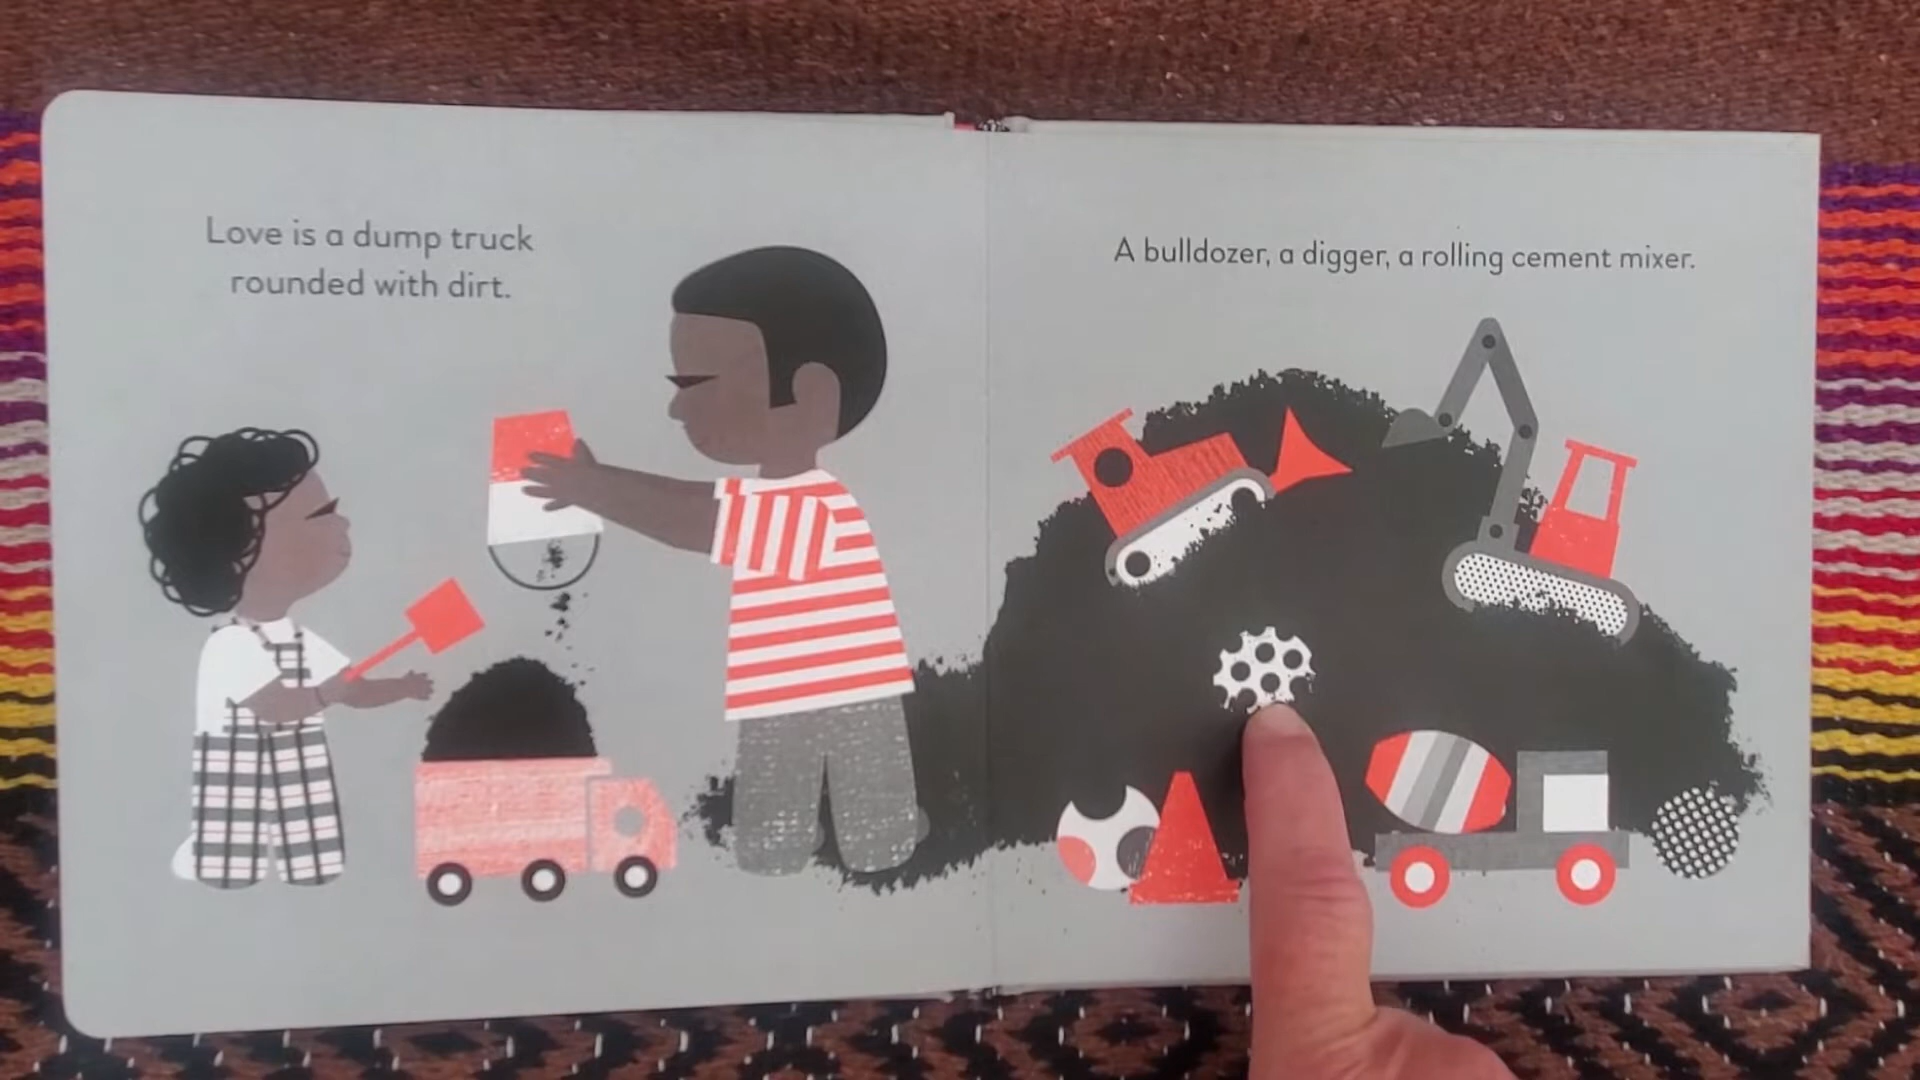 Love is a dump truck
rounded with dirt.
A bulldozer, a digger, a rolling cement mixer.